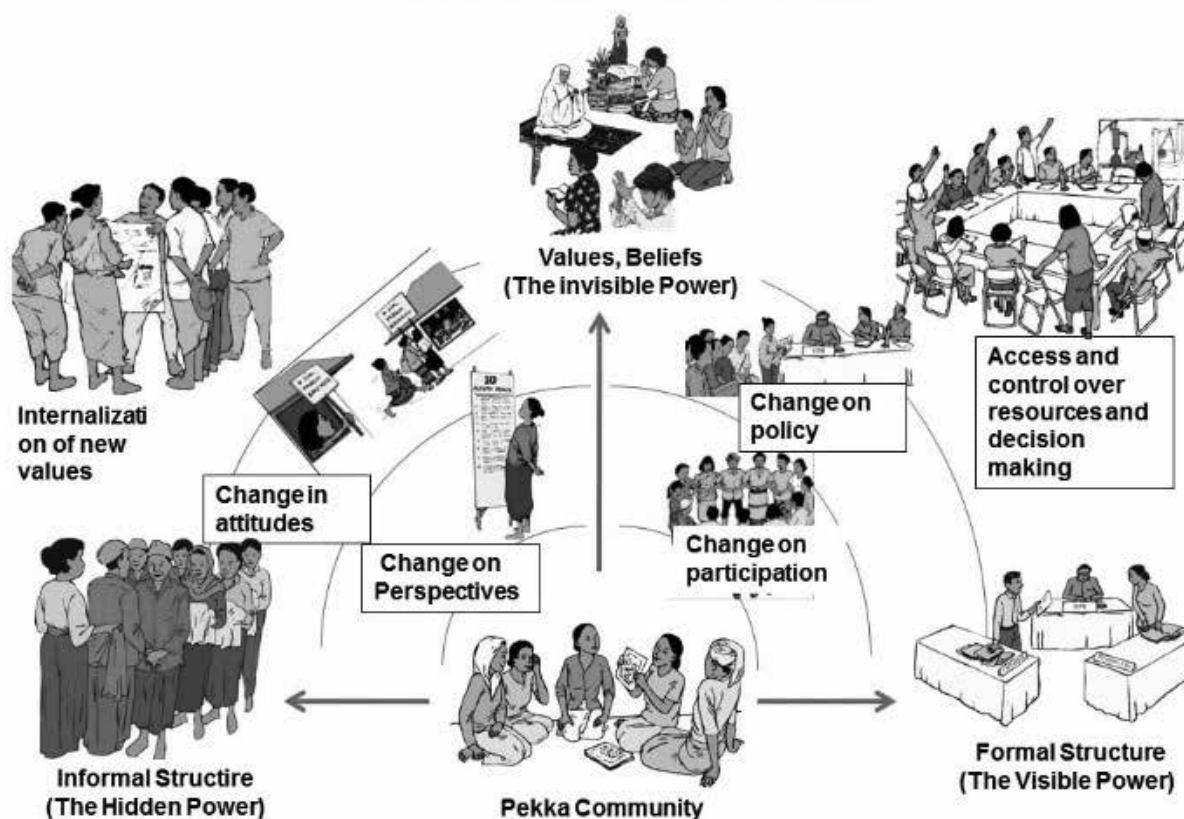 Values, Beliefs
(The invisible Power)
Internalizati
on of new
values
Access and
control over
resources and
decision
making
Change on
policy
Change in
attitudes
Change on
Perspectives
Change on
participation
Informal Structire
(The Hidden Power)
Pekka Community
Formal Structure
(The Visible Power)